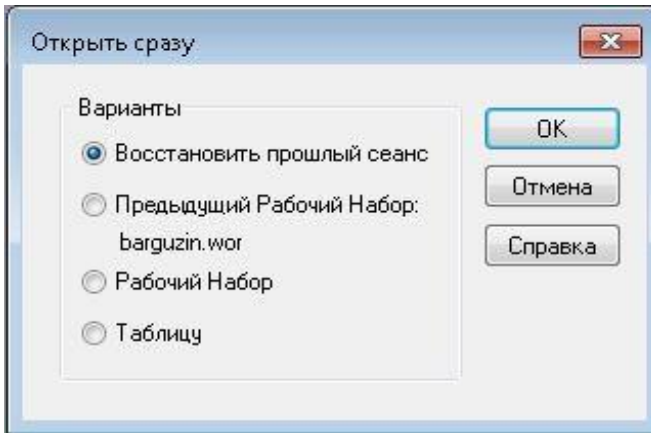 Открыть сразу
Варианты
Восстановить прошлый сеанс
Предыдущий Рабочий Набор:
barguzin.wor
Рабочий Набор
Таблицу
OK
Отмена
Справка